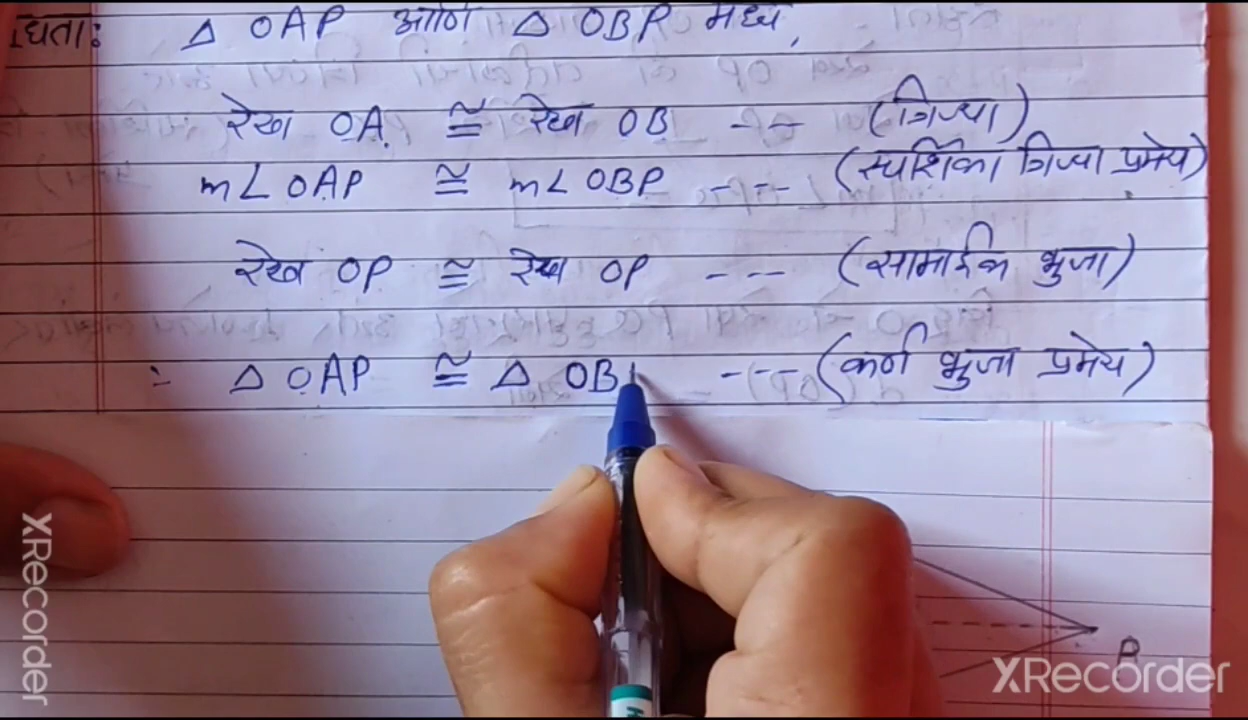 धता: △ OAP आणि △ OBP मध्ये,
रेख OA ≅ रेख OB --- (त्रिज्या)
m∠OAP ≅ m∠OBP --- (स्पर्शिका त्रिज्या प्रमेय)
रेख OP ≅ रेख OP --- (सामाईक भुजा)
∴ △ OAP ≅ △ OB --- (कर्ण भुजा प्रमेय)
P
XRecorder
XRecorder